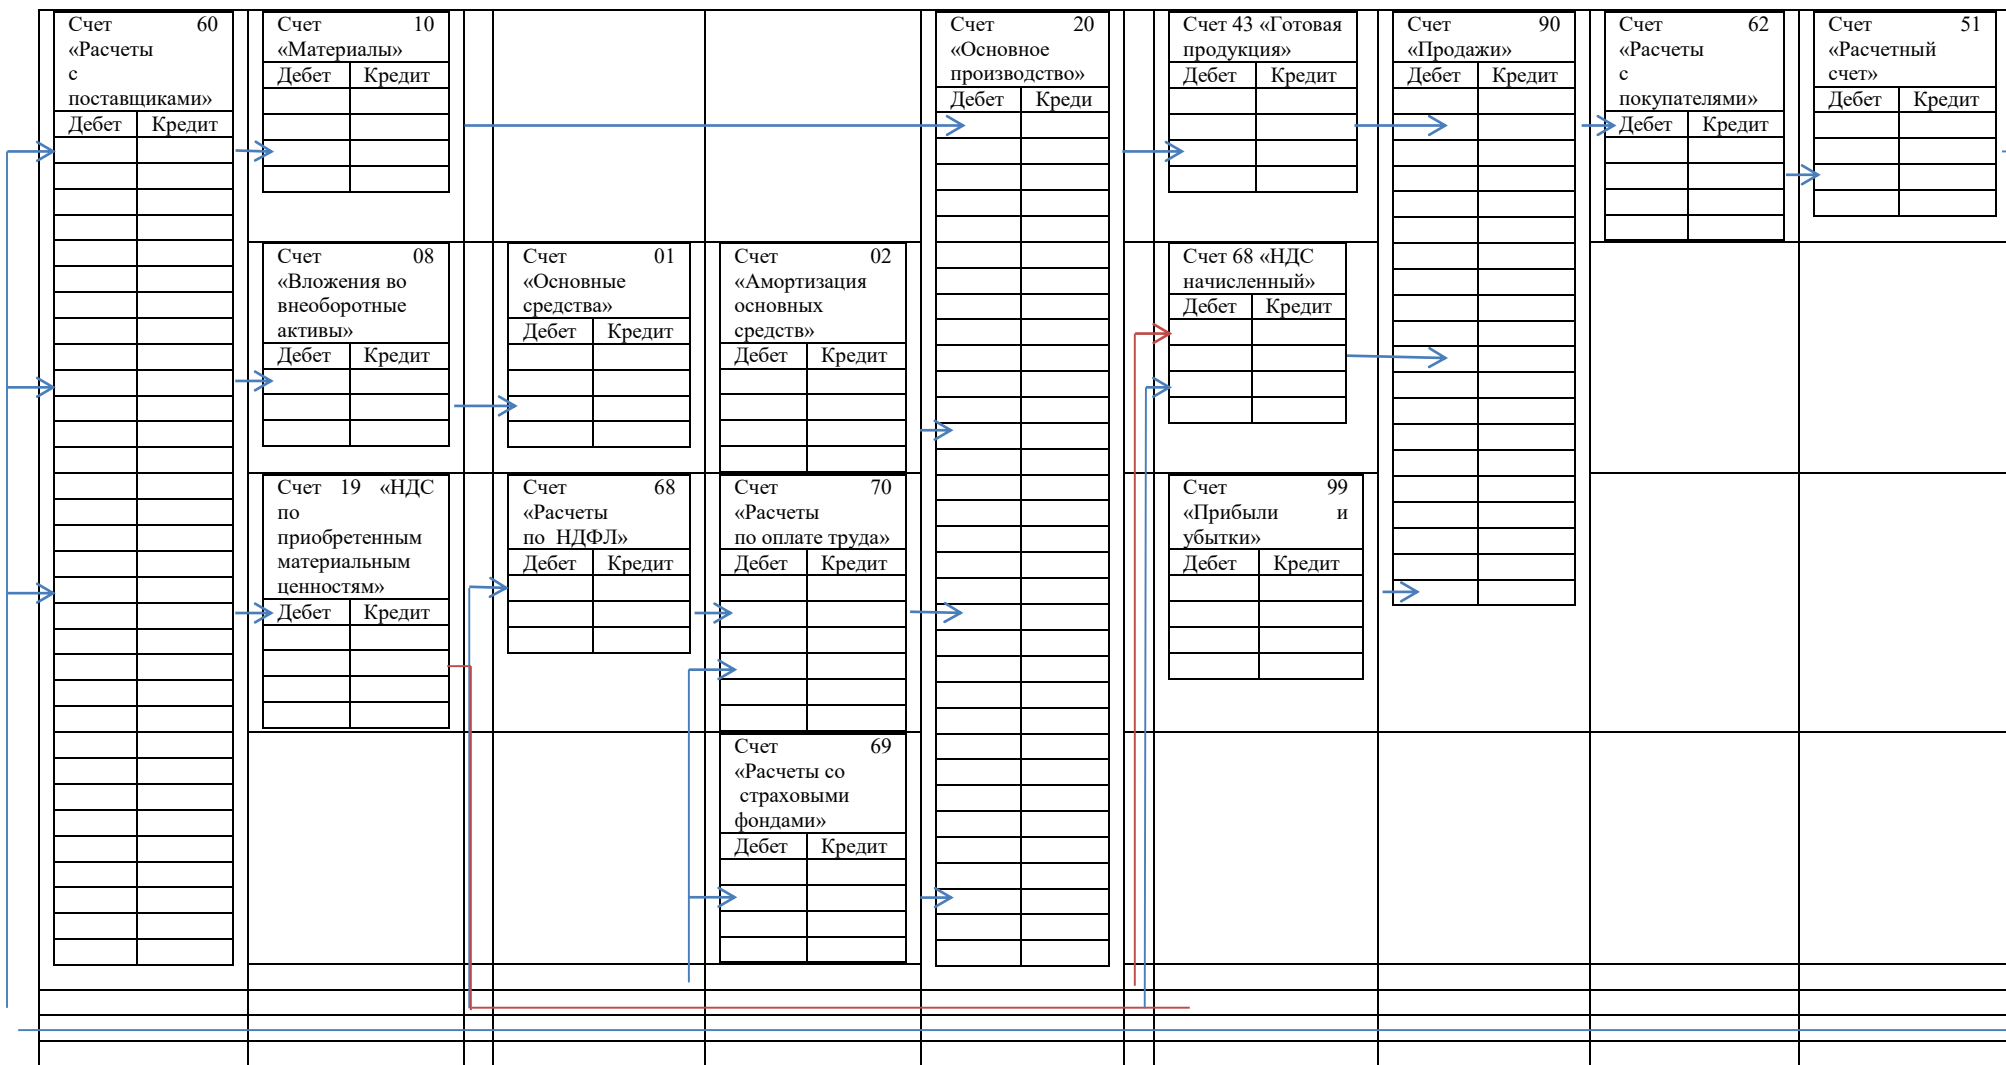 Счет 60
«Расчеты
с
поставщиками»
Дебет Кредит
Счет 10
«Материалы»
Дебет Кредит
Счет 20
«Основное
производство»
Дебет Креди
Счет 43 «Готовая
продукция»
Дебет Кредит
Счет 90
«Продажи»
Дебет Кредит
Счет 62
«Расчеты
с
покупателями»
Дебет Кредит
Счет 51
«Расчетный
счет»
Дебет Кредит
Счет 08
«Вложения во
внеоборотные
активы»
Дебет Кредит
Счет 01
«Основные
средства»
Дебет Кредит
Счет 02
«Амортизация
основных
средств»
Дебет Кредит
Счет 68 «НДС
начисленный»
Дебет Кредит
Счет 19 «НДС
по
приобретенным
материальным
ценностям»
Дебет Кредит
Счет 68
«Расчеты
по НДФЛ»
Дебет Кредит
Счет 70
«Расчеты
по оплате труда»
Дебет Кредит
Счет 99
«Прибыли и
убытки»
Дебет Кредит
Счет 69
«Расчеты со
страховыми
фондами»
Дебет Кредит